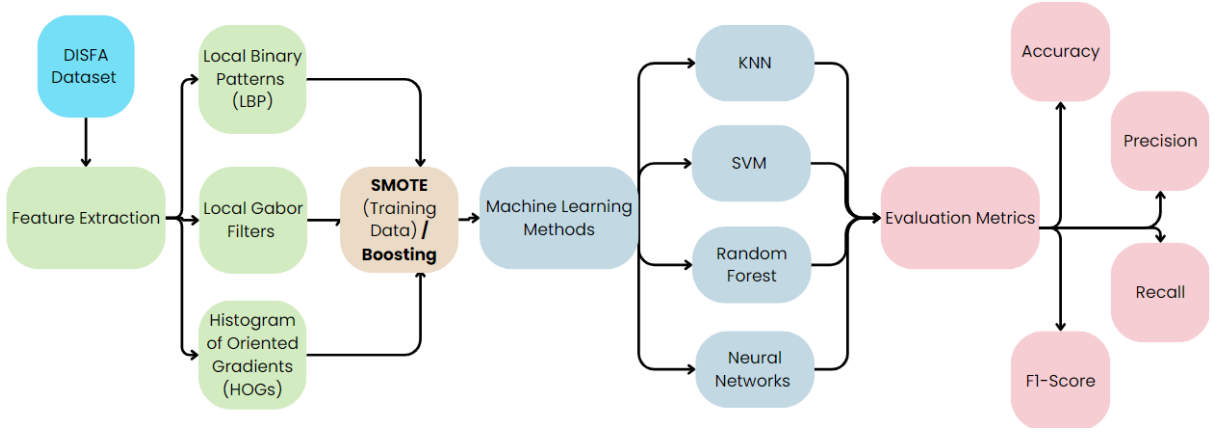 DISFA
Dataset
Feature Extraction
Local Binary
Patterns
(LBP)
Local Gabor
Filters
Histogram
of Oriented
Gradients
(HOGs)
SMOTE
(Training
Data) /
Boosting
Machine Learning
Methods
KNN
SVM
Random
Forest
Neural
Networks
Evaluation Metrics
Accuracy
Precision
Recall
F1-Score